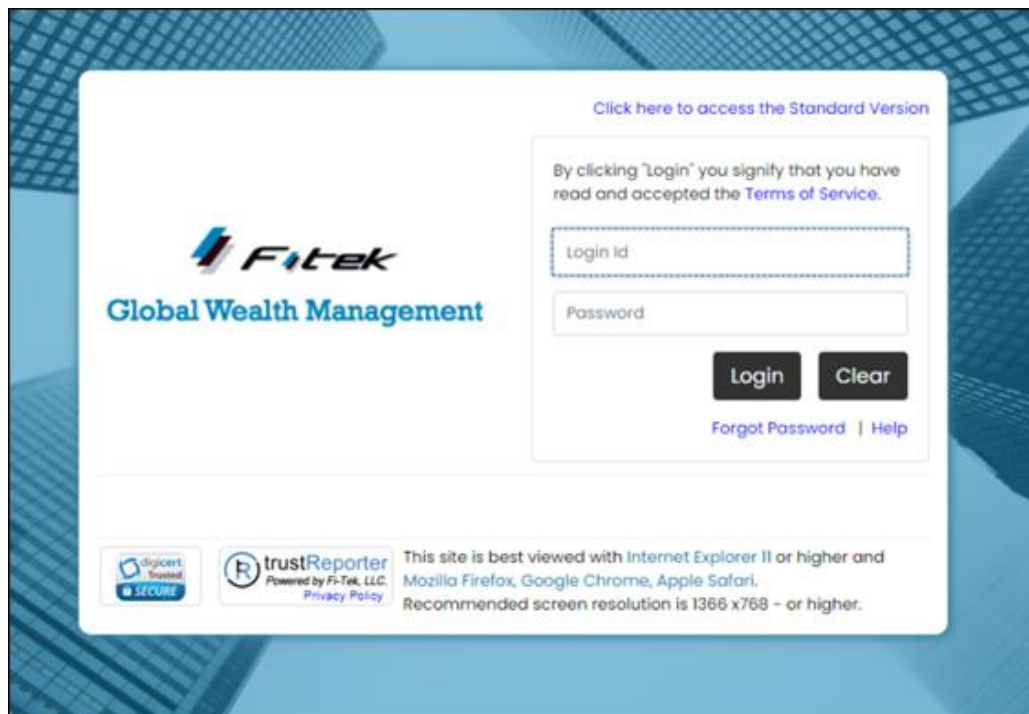 Click here to access the Standard Version
By clicking "Login" you signify that you have
read and accepted the Terms of Service.
Fi-tek
Global Wealth Management
Login Id
Password
Login Clear
Forgot Password | Help
digicert
Trusted
SECURE
R trustReporter
Powered by Fi-Tek, LLC.
Privacy Policy
This site is best viewed with Internet Explorer 11 or higher and
Mozilla Firefox, Google Chrome, Apple Safari.
Recommended screen resolution is 1366 x768 - or higher.